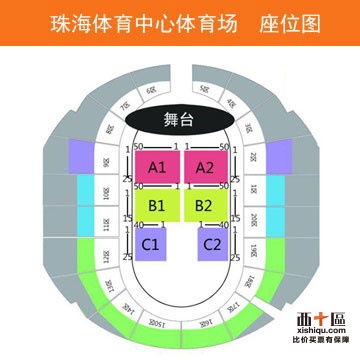 珠海体育中心体育场 座位图
7区 6区
8区 5区
4区
3区
舞台
50 1 1 50
9区 1 A1 A2 1 2区
25 25
10区 1 B1 B2 1 1区
11区 25 25 20区
40 1 1 40
C1 C2
12区 19区
13区 18区
14区 17区
15区 16区
西十區
xishiqu.com
比价买票有保障